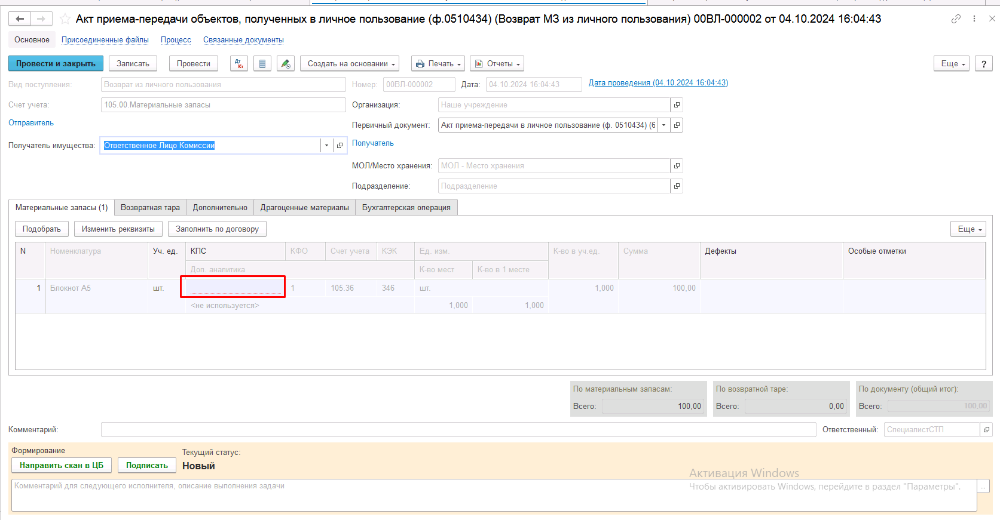 Акт приема-передачи объектов, полученных в личное пользование (ф.0510434) (Возврат МЗ из личного пользования) 00ВЛ-000002 от 04.10.2024 16:04:43
Основное Присоединенные файлы Процесс Связанные документы
Провести и закрыть Записать Провести Дт Кт Создать на основании Печать Отчеты Еще ?
Вид поступления: Возврат из личного пользования Номер: 00ВЛ-000002 Дата: 04.10.2024 16:04:43 Дата проведения (04.10.2024 16:04:43)
Счет учета: 105.00.Материальные запасы Организация: Наше учреждение
Отправитель Первичный документ: Акт приема-передачи в личное пользование (ф. 0510434) (6
Получатель имущества: Ответственное Лицо Комиссии Получатель
МОЛ/Место хранения: МОЛ - Место хранения
Подразделение: Подразделение
Материальные запасы (1) Возвратная тара Дополнительно Драгоценные материалы Бухгалтерская операция
Подобрать Изменить реквизиты Заполнить по договору Еще
N Номенклатура Уч. ед. КПС КФО Счет учета КЭК Ед. изм. К-во в уч.ед. Сумма Дефекты Особые отметки
Доп. аналитика К-во мест К-во в 1 месте
1 Блокнот А5 шт. 1 105.36 346 шт. 1,000 100,00
<не используется> 1,000 1,000
По материальным запасам: По возвратной таре: По документу (общий итог):
Всего: 100,00 Всего: 0,00 Всего: 100,00
Комментарий: Ответственный: СпециалистСТП
Формирование Текущий статус:
Направить скан в ЦБ Подписать Новый
Комментарий для следующего исполнителя, описание выполнения задачи ...
Активация Windows
Чтобы активировать Windows, перейдите в раздел "Параметры".